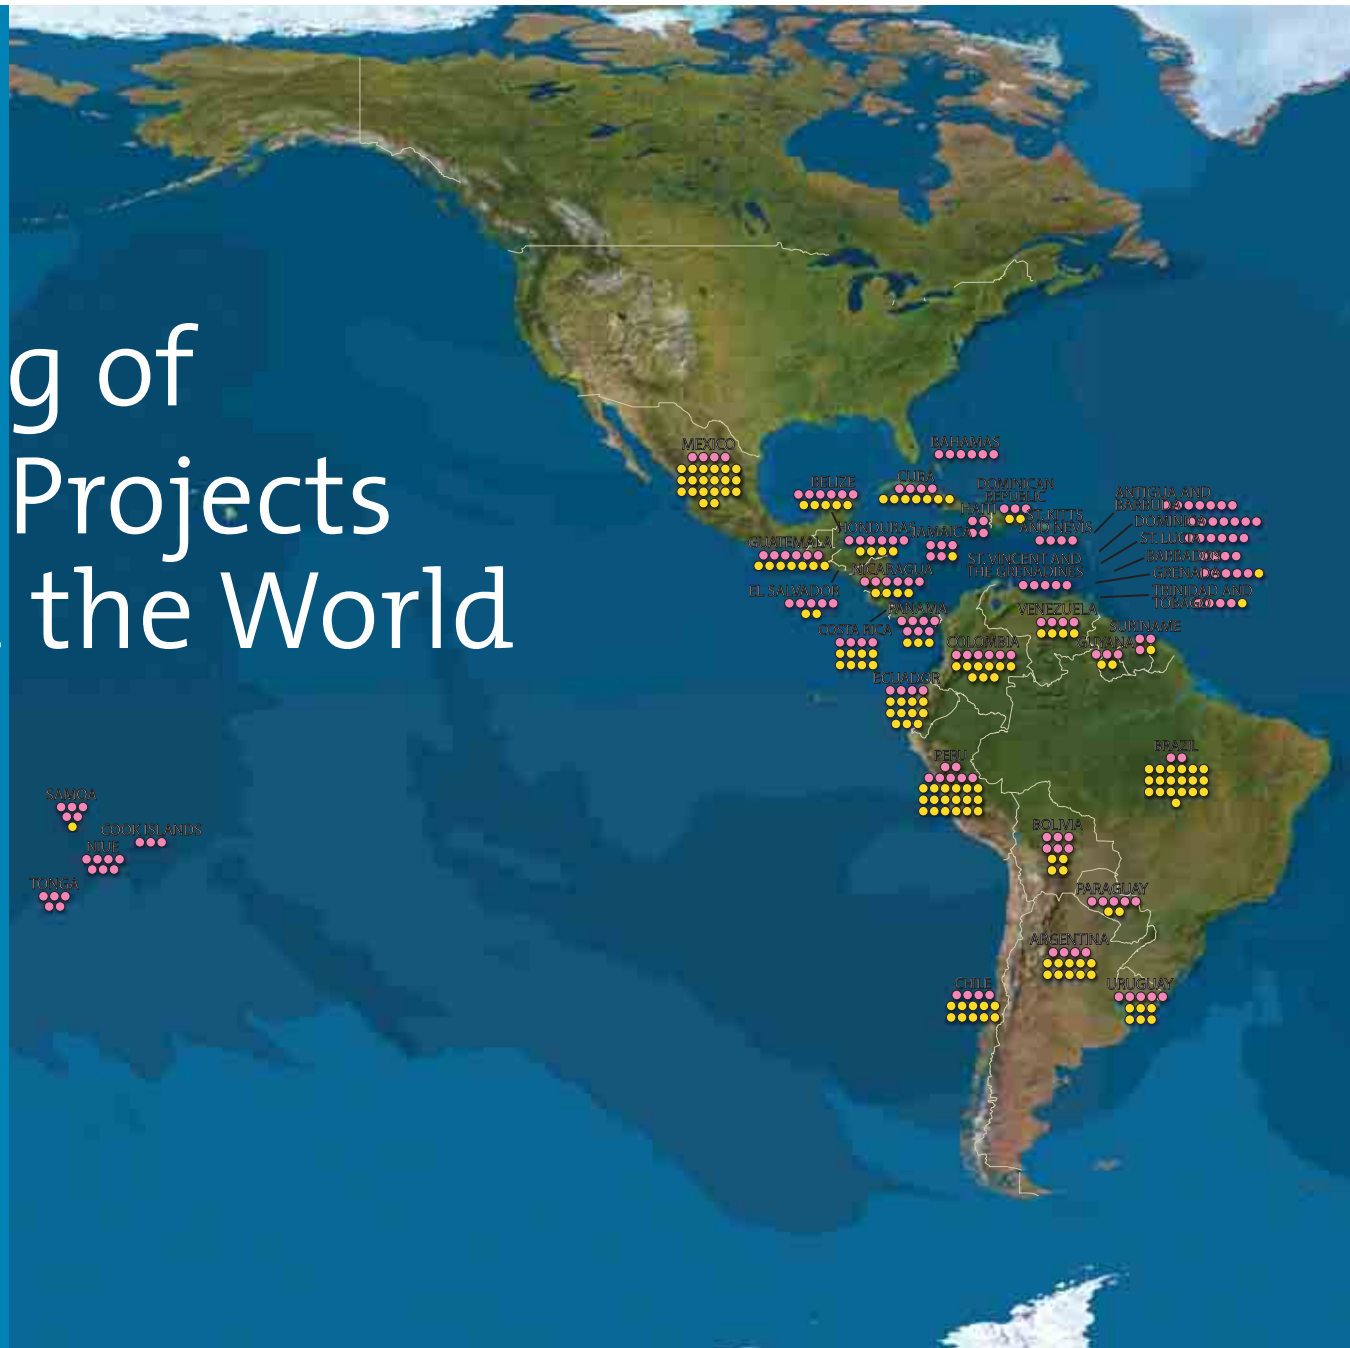 g of
Projects
the World
MEXICO
BAHAMAS
BELIZE
CUBA
DOMINICAN
REPUBLIC
HAITI
ST. KITTS
AND NEVIS
ANTIGUA AND
BARBUDA
DOMINICA
ST. LUCIA
BARBADOS
GRENADA
TRINIDAD AND
TOBAGO
HONDURAS
JAMAICA
GUATEMALA
ST. VINCENT AND
THE GRENADINES
NICARAGUA
EL SALVADOR
PANAMA
VENEZUELA
COSTA RICA
SURINAME
COLOMBIA
GUYANA
ECUADOR
BRAZIL
PERU
SAMOA
COOK ISLANDS
NIUE
TONGA
BOLIVIA
PARAGUAY
ARGENTINA
CHILE
URUGUAY